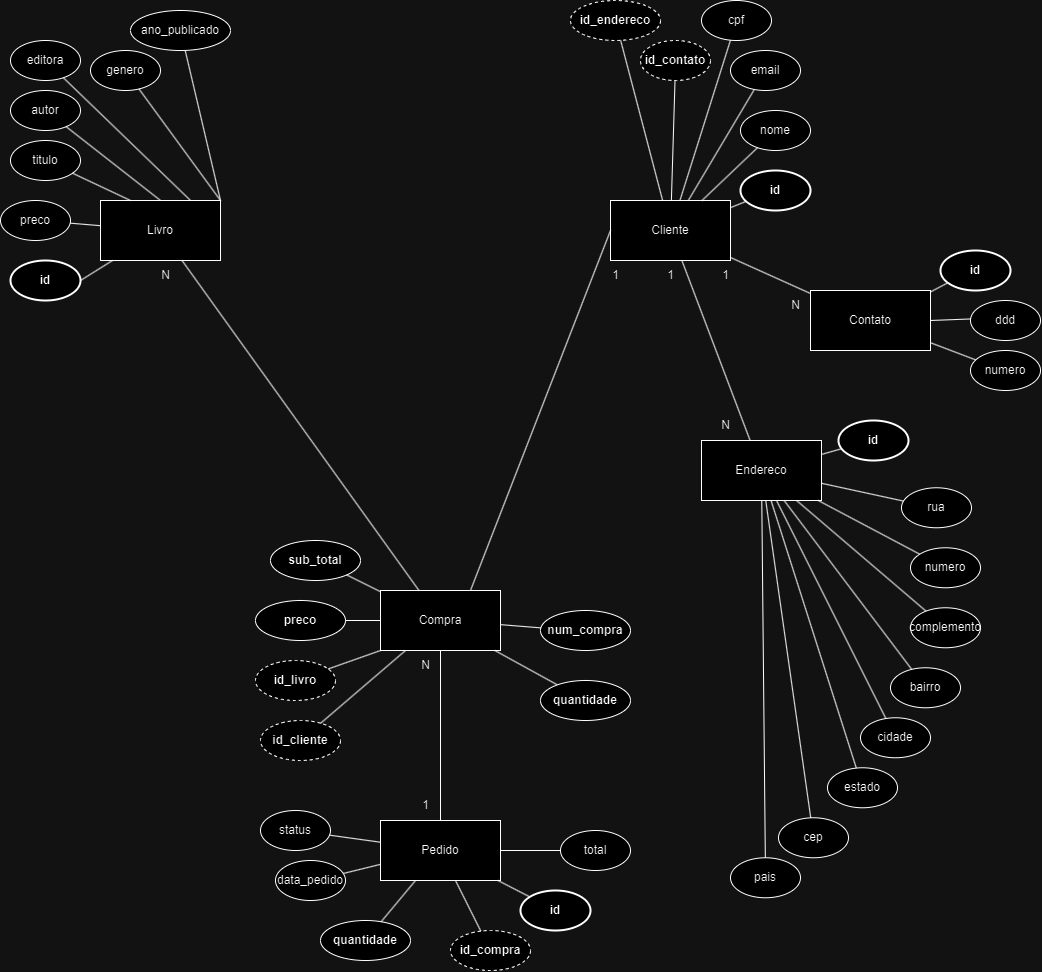 ano_publicado
editora
genero
autor
titulo
preco
id
Livro
N
id_endereco
cpf
id_contato
email
nome
id
Cliente
1
1
1
N
Contato
id
ddd
numero
N
Endereco
id
rua
numero
complemento
bairro
cidade
estado
cep
pais
sub_total
preco
id_livro
id_cliente
Compra
num_compra
quantidade
N
1
status
data_pedido
quantidade
Pedido
total
id
id_compra